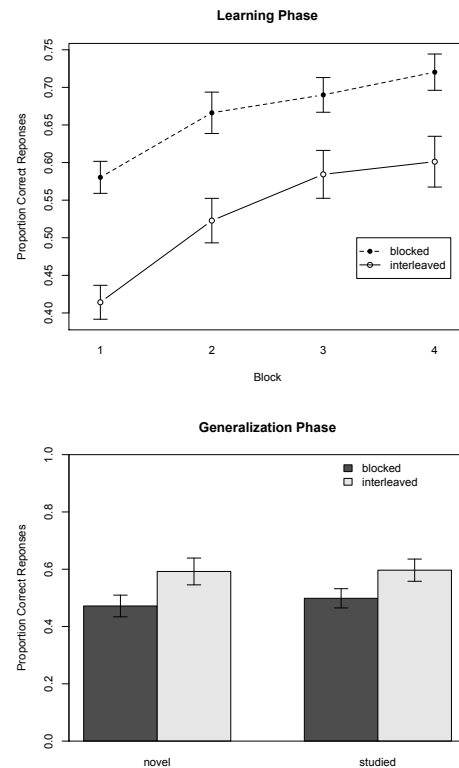 Learning Phase
Proportion Correct Reponses
0.75
0.70
0.65
0.60
0.55
0.50
0.45
0.40
blocked
interleaved
1 2 3 4
Block
Generalization Phase
Proportion Correct Reponses
1.0
0.8
0.6
0.4
0.2
0.0
blocked
interleaved
novel studied